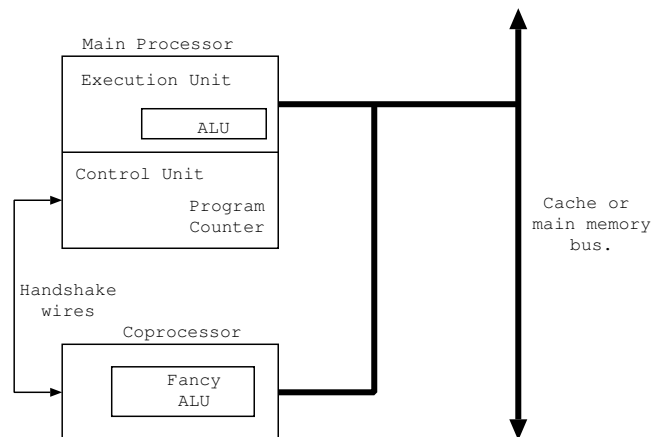 Main Processor
Execution Unit
ALU
Control Unit
Program
Counter
Cache or
main memory
bus.
Handshake
wires
Coprocessor
Fancy
ALU